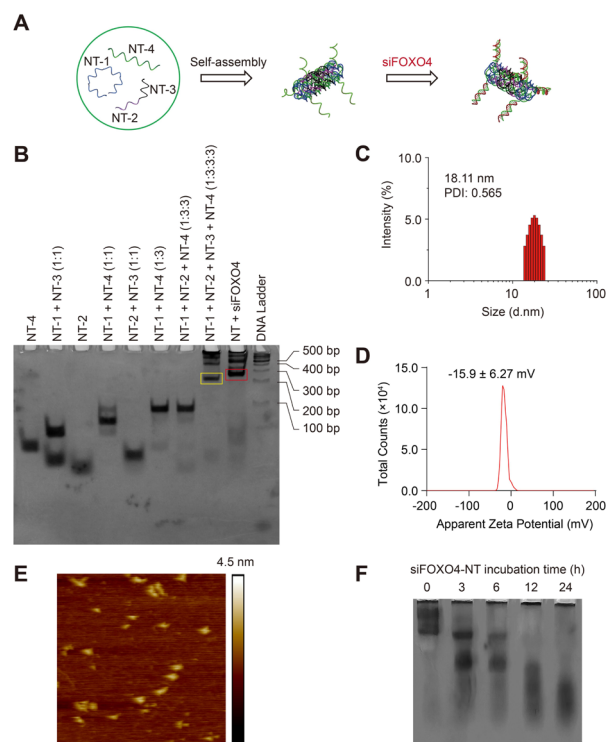 A
NT-4
NT-1
NT-3
NT-2
Self-assembly
siFOXO4
B
NT-4
NT-1 + NT-3 (1:1)
NT-2
NT-1 + NT-4 (1:1)
NT-2 + NT-3 (1:1)
NT-1 + NT-4 (1:3)
NT-1 + NT-2 + NT-4 (1:3:3)
NT-1 + NT-2 + NT-3 + NT-4 (1:3:3:3)
NT + siFOXO4
DNA Ladder
500 bp
400 bp
300 bp
200 bp
100 bp
C
18.11 nm
PDI: 0.565
Intensity (%)
10.0
5.0
0.0
1
10
100
Size (d.nm)
D
-15.9 ± 6.27 mV
Total Counts (×10⁴)
15.0
10.0
5.0
0.0
-200
-100
0
100
200
Apparent Zeta Potential (mV)
E
4.5 nm
0.0
F
siFOXO4-NT incubation time (h)
0 3 6 12 24